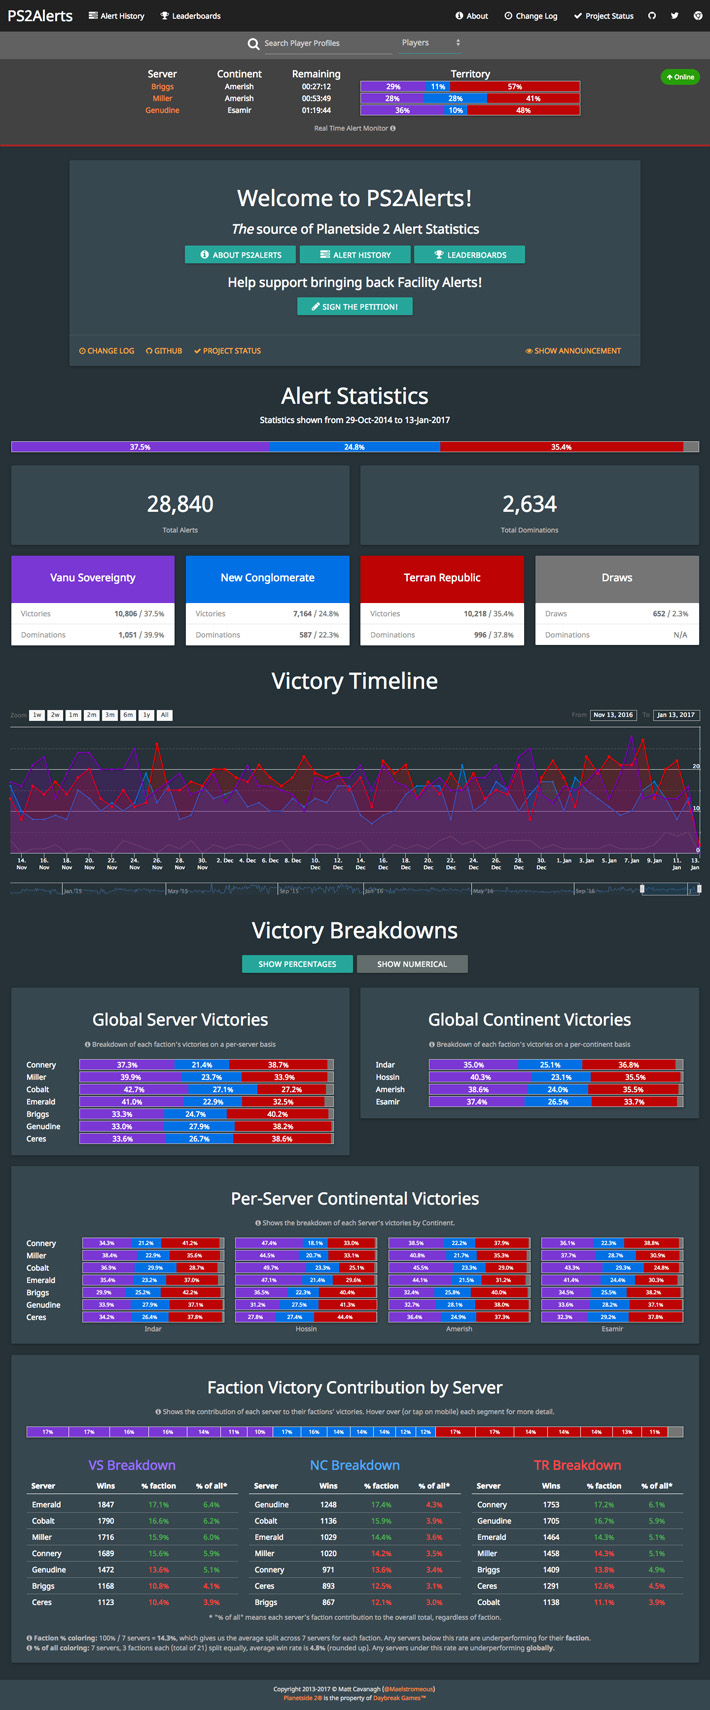 PS2Alerts Alert History Leaderboards About Change Log Project Status
Search Player Profiles Players
Server Continent Remaining Territory
Briggs Amerish 00:27:12 29% 11% 57%
Online
Miller Amerish 00:53:49 28% 28% 41%
Genudine Esamir 01:19:44 36% 10% 48%
Real Time Alert Monitor
Welcome to PS2Alerts!
The source of Planetside 2 Alert Statistics
ABOUT PS2ALERTS ALERT HISTORY LEADERBOARDS
Help support bringing back Facility Alerts!
SIGN THE PETITION!
CHANGE LOG GITHUB PROJECT STATUS SHOW ANNOUNCEMENT
Alert Statistics
Statistics shown from 29-Oct-2014 to 13-Jan-2017
37.5% 24.8% 35.4%
28,840 2,634
Total Alerts Total Dominations
Vanu Sovereignty New Conglomerate Terran Republic Draws
Victories 10,806 / 37.5% Victories 7,164 / 24.8% Victories 10,218 / 35.4% Draws 652 / 2.3%
Dominations 1,051 / 39.9% Dominations 587 / 22.3% Dominations 996 / 37.8% Dominations N/A
Victory Timeline
Zoom 1w 2w 1m 2m 3m 6m 1y All From Nov 13, 2016 To Jan 13, 2017
20
10
0
14. Nov 16. Nov 18. Nov 20. Nov 22. Nov 24. Nov 26. Nov 28. Nov 30. Nov 2. Dec 4. Dec 6. Dec 8. Dec 10. Dec 12. Dec 14. Dec 16. Dec 18. Dec 20. Dec 22. Dec 24. Dec 26. Dec 28. Dec 30. Dec 1. Jan 3. Jan 5. Jan 7. Jan 9. Jan 11. Jan 13. Jan
Jan '15 May '15 Sep '15 Jan '16 May '16 Sep '16
Victory Breakdowns
SHOW PERCENTAGES SHOW NUMERICAL
Global Server Victories
Breakdown of each faction's victories on a per-server basis
Connery 37.3% 21.4% 38.7%
Miller 39.9% 23.7% 33.9%
Cobalt 42.7% 27.1% 27.2%
Emerald 41.0% 22.9% 32.5%
Briggs 33.3% 24.7% 40.2%
Genudine 33.0% 27.9% 38.2%
Ceres 33.6% 26.7% 38.6%
Global Continent Victories
Breakdown of each faction's victories on a per-continent basis
Indar 35.0% 25.1% 36.8%
Hossin 40.3% 23.1% 35.5%
Amerish 38.6% 24.0% 35.5%
Esamir 37.4% 26.5% 33.7%
Per-Server Continental Victories
Shows the breakdown of each Server's victories by Continent.
Connery 34.3% 21.2% 41.2% 47.4% 18.1% 33.0% 38.5% 22.2% 37.9% 36.1% 22.3% 38.8%
Miller 38.4% 22.9% 35.6% 44.5% 20.7% 33.1% 40.8% 21.7% 35.3% 37.7% 28.7% 30.9%
Cobalt 36.9% 29.9% 28.7% 49.7% 23.3% 25.1% 45.5% 23.3% 29.0% 43.3% 29.3% 24.8%
Emerald 35.4% 23.2% 37.0% 47.1% 21.4% 29.6% 44.1% 21.5% 31.2% 41.4% 24.4% 30.3%
Briggs 29.9% 25.2% 42.2% 36.5% 22.3% 40.4% 32.4% 25.8% 40.0% 34.5% 25.5% 38.2%
Genudine 33.9% 27.9% 37.1% 31.2% 27.5% 41.3% 32.7% 28.1% 38.0% 33.6% 28.2% 37.1%
Ceres 34.2% 26.4% 37.8% 27.8% 27.4% 44.4% 36.4% 24.9% 37.3% 32.3% 29.2% 37.8%
Indar Hossin Amerish Esamir
Faction Victory Contribution by Server
Shows the contribution of each server to their factions' victories. Hover over (or tap on mobile) each segment for more detail.
17% 17% 16% 16% 14% 11% 10% 17% 16% 14% 14% 14% 12% 12% 17% 17% 14% 14% 14% 13% 11%
VS Breakdown NC Breakdown TR Breakdown
Server Wins % faction % of all* Server Wins % faction % of all* Server Wins % faction % of all*
Emerald 1847 17.1% 6.4% Genudine 1248 17.4% 4.3% Connery 1753 17.2% 6.1%
Cobalt 1790 16.6% 6.2% Cobalt 1136 15.9% 3.9% Genudine 1705 16.7% 5.9%
Miller 1716 15.9% 6.0% Emerald 1029 14.4% 3.6% Emerald 1464 14.3% 5.1%
Connery 1689 15.6% 5.9% Miller 1020 14.2% 3.5% Miller 1458 14.3% 5.1%
Genudine 1472 13.6% 5.1% Connery 971 13.6% 3.4% Briggs 1409 13.8% 4.9%
Briggs 1168 10.8% 4.1% Ceres 893 12.5% 3.1% Ceres 1291 12.6% 4.5%
Ceres 1123 10.4% 3.9% Briggs 867 12.1% 3.0% Cobalt 1138 11.1% 3.9%
* "% of all" means each server's faction contribution to the overall total, regardless of faction.
Faction % coloring: 100% / 7 servers = 14.3%, which gives us the average split across 7 servers for each faction. Any servers below this rate are underperforming for their faction.
% of all coloring: 7 servers, 3 factions each (total of 21) split equally, average win rate is 4.8% (rounded up). Any servers under this rate are underperforming globally.
Copyright 2013-2017 © Matt Cavanagh (@Maelstromeous)
Planetside 2® is the property of Daybreak Games™